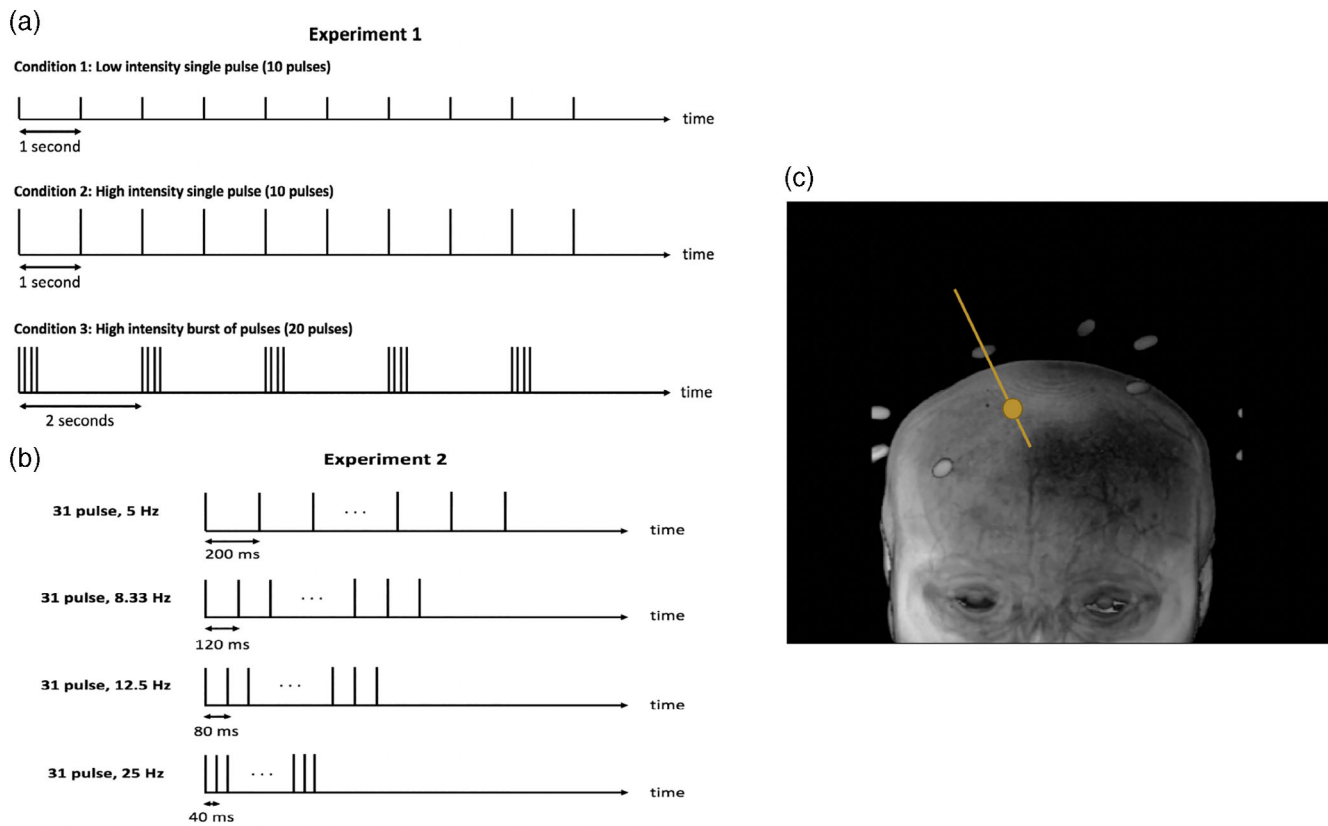 (a)
Experiment 1
Condition 1: Low intensity single pulse (10 pulses)
time
1 second
Condition 2: High intensity single pulse (10 pulses)
time
1 second
Condition 3: High intensity burst of pulses (20 pulses)
time
2 seconds
(b)
Experiment 2
31 pulse, 5 Hz
...
time
200 ms
31 pulse, 8.33 Hz
...
time
120 ms
31 pulse, 12.5 Hz
...
time
80 ms
31 pulse, 25 Hz
...
time
40 ms
(c)